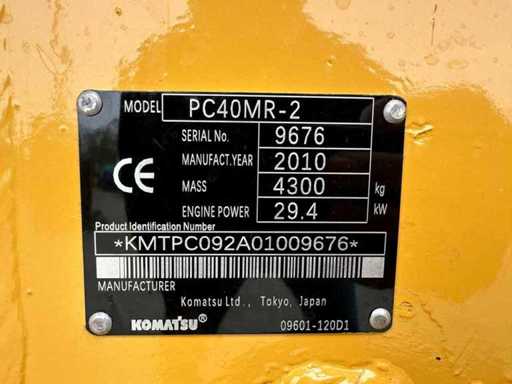 MODEL PC40MR-2
SERIAL No. 9676
MANUFACT.YEAR 2010
MASS 4300 kg
ENGINE POWER 29.4 kW
CE
Product Identification Number
*KMTPC092A01009676*
MANUFACTURER
Komatsu Ltd., Tokyo, Japan
KOMATSU® 09601-120D1